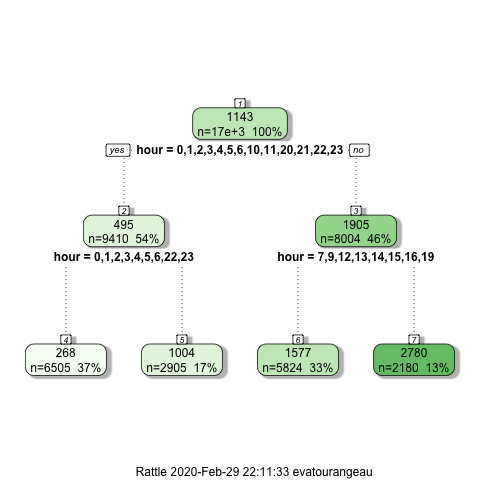 1
1143
n=17e+3 100%
yes hour = 0,1,2,3,4,5,6,10,11,20,21,22,23 no
2 3
495 1905
n=9410 54% n=8004 46%
hour = 0,1,2,3,4,5,6,22,23 hour = 7,9,12,13,14,15,16,19
4 5 6 7
268 1004 1577 2780
n=6505 37% n=2905 17% n=5824 33% n=2180 13%
Rattle 2020-Feb-29 22:11:33 evatourangeau